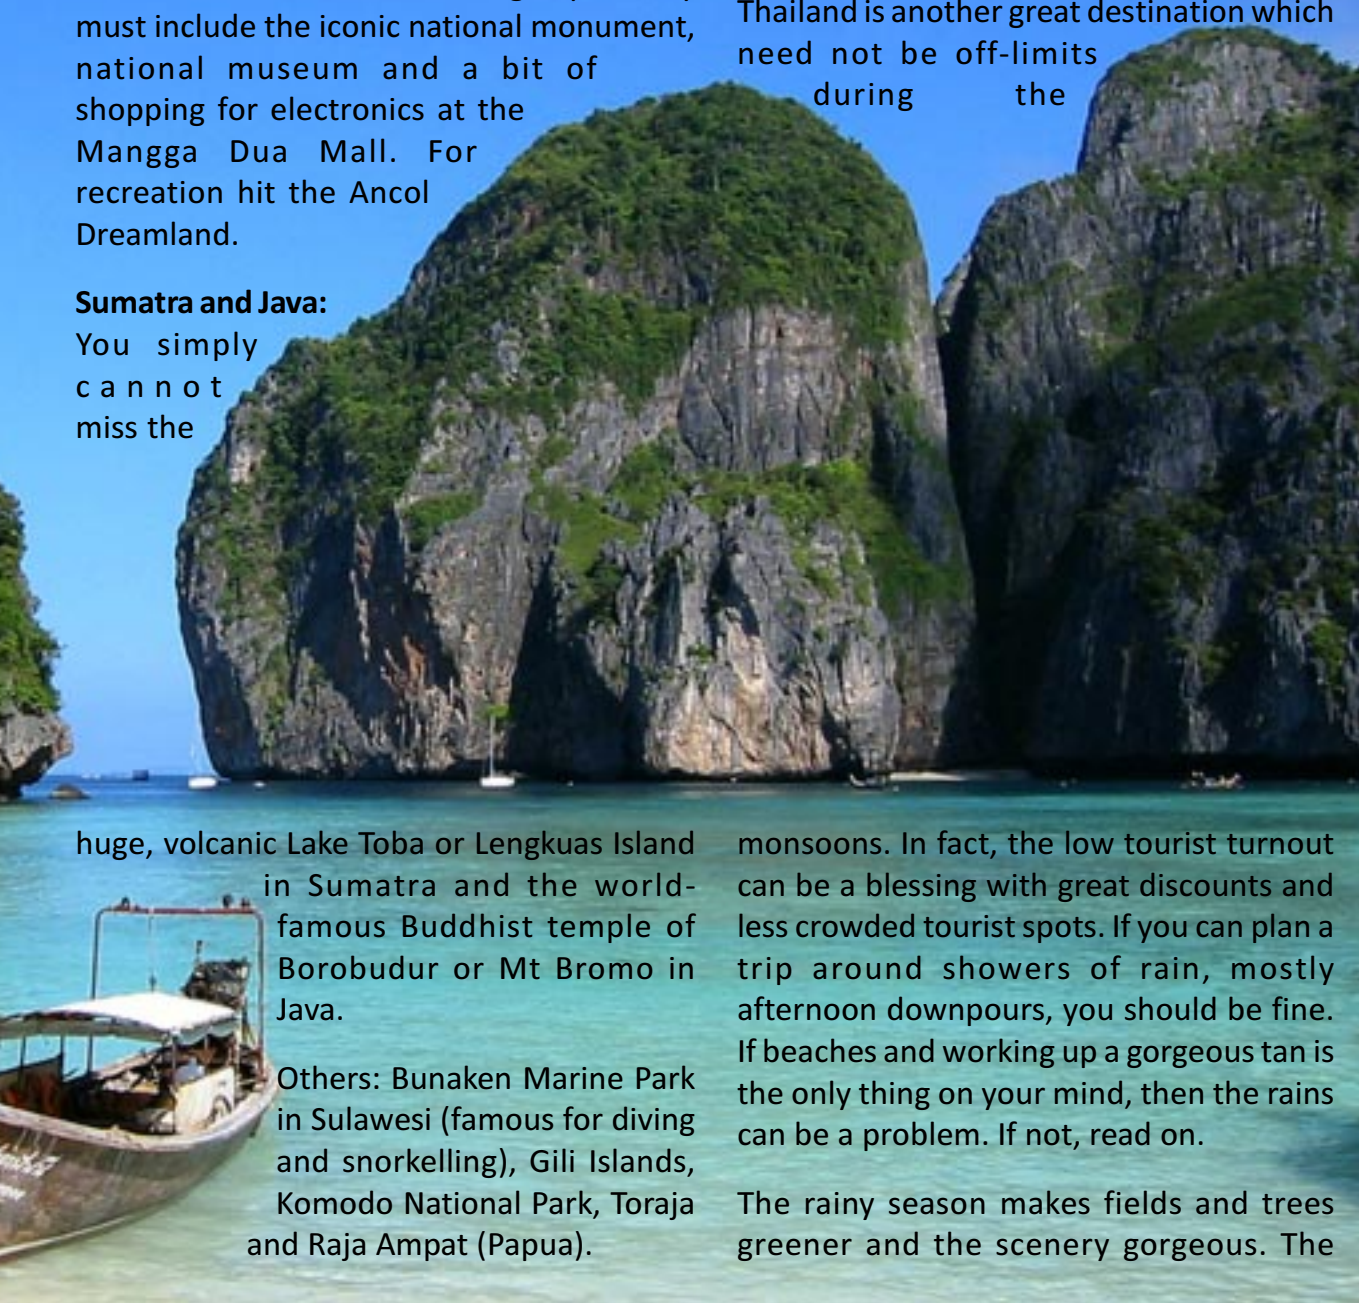 must include the iconic national monument,
national museum and a bit of
shopping for electronics at the
Mangga Dua Mall. For
recreation hit the Ancol
Dreamland.
Sumatra and Java:
You simply
cannot
miss the
huge, volcanic Lake Toba or Lengkuas Island
in Sumatra and the world-
famous Buddhist temple of
Borobudur or Mt Bromo in
Java.
Others: Bunaken Marine Park
in Sulawesi (famous for diving
and snorkelling), Gili Islands,
Komodo National Park, Toraja
and Raja Ampat (Papua).
Thailand is another great destination which
need not be off-limits
during the
monsoons. In fact, the low tourist turnout
can be a blessing with great discounts and
less crowded tourist spots. If you can plan a
trip around showers of rain, mostly
afternoon downpours, you should be fine.
If beaches and working up a gorgeous tan is
the only thing on your mind, then the rains
can be a problem. If not, read on.
The rainy season makes fields and trees
greener and the scenery gorgeous. The